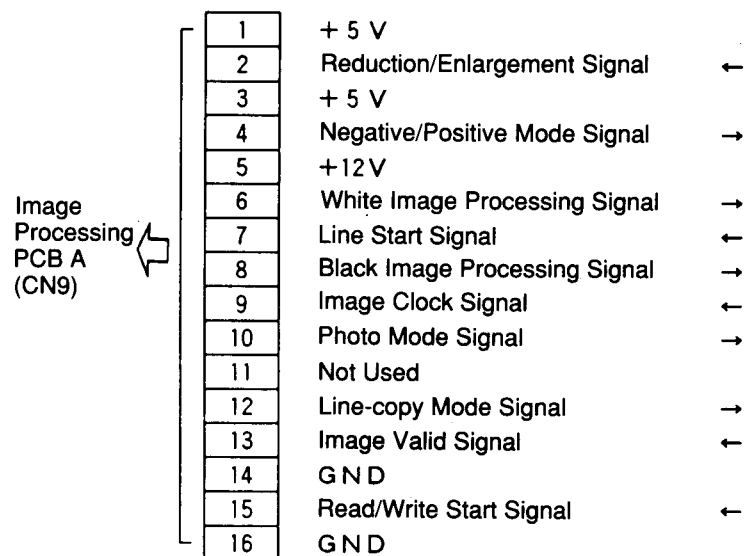 1 + 5 V
2 Reduction/Enlargement Signal ←
3 + 5 V
4 Negative/Positive Mode Signal →
5 +12V
6 White Image Processing Signal →
7 Line Start Signal ←
8 Black Image Processing Signal →
9 Image Clock Signal ←
10 Photo Mode Signal →
11 Not Used
12 Line-copy Mode Signal →
13 Image Valid Signal ←
14 GND
15 Read/Write Start Signal ←
16 GND
Image
Processing
PCB A
(CN9)